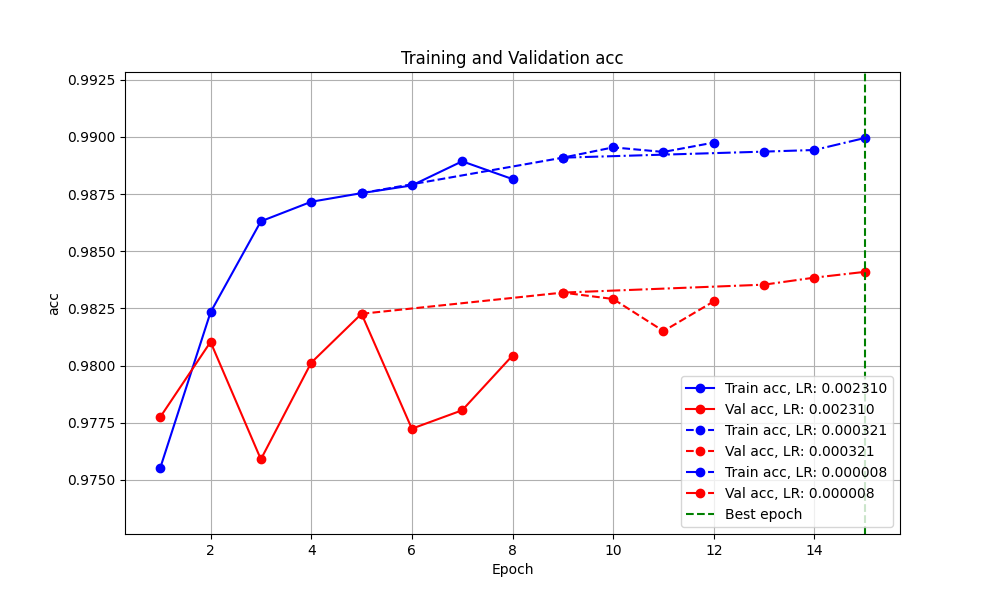 Training and Validation acc
acc
0.9925
0.9900
0.9875
0.9850
0.9825
0.9800
0.9775
0.9750
2 4 6 8 10 12 14
Epoch
Train acc, LR: 0.002310
Val acc, LR: 0.002310
Train acc, LR: 0.000321
Val acc, LR: 0.000321
Train acc, LR: 0.000008
Val acc, LR: 0.000008
Best epoch